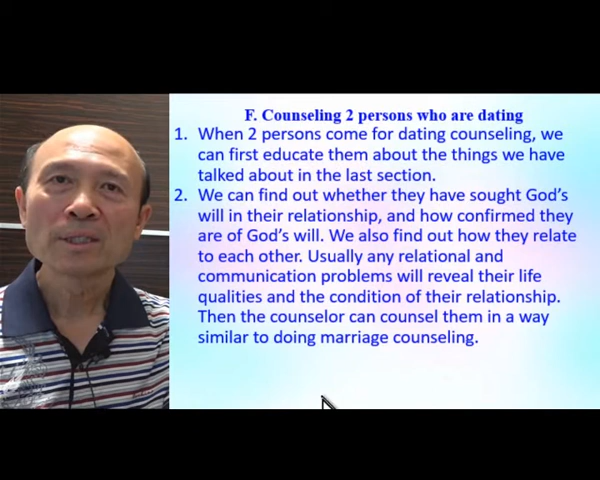 F. Counseling 2 persons who are dating
1. When 2 persons come for dating counseling, we
can first educate them about the things we have
talked about in the last section.
2. We can find out whether they have sought God's
will in their relationship, and how confirmed they
are of God's will. We also find out how they relate
to each other. Usually any relational and
communication problems will reveal their life
qualities and the condition of their relationship.
Then the counselor can counsel them in a way
similar to doing marriage counseling.